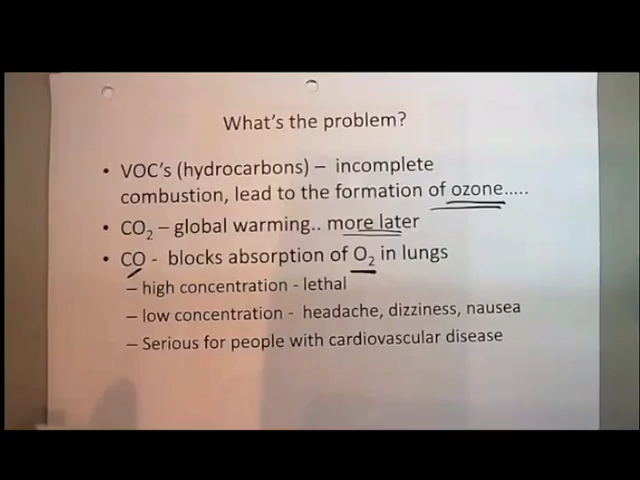 What's the problem?
• VOC's (hydrocarbons) – incomplete
combustion, lead to the formation of ozone…..
• CO₂ – global warming.. more later
• CO - blocks absorption of O₂ in lungs
– high concentration - lethal
– low concentration - headache, dizziness, nausea
– Serious for people with cardiovascular disease